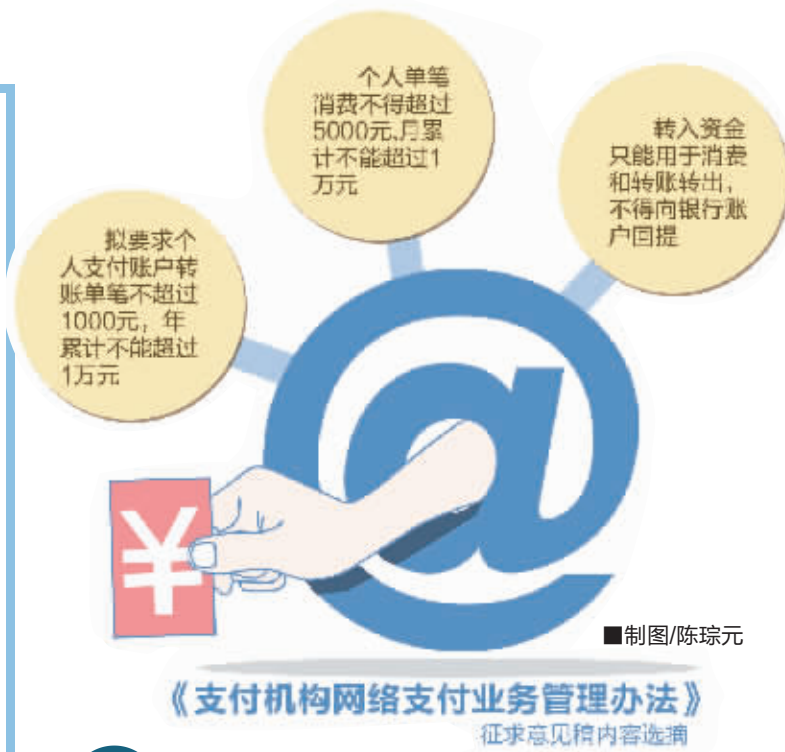 个人单笔
消费不得超过
5000元,月累
计不能超过1
万元
转入资金
只能用于消费
和转账转出，
不得向银行账
户回提
拟要求个
人支付账户转
账单笔不超过
1000元，年
累计不能超过
1万元
¥
@
■制图/陈琮元
《支付机构网络支付业务管理办法》
征求意见稿内容选摘